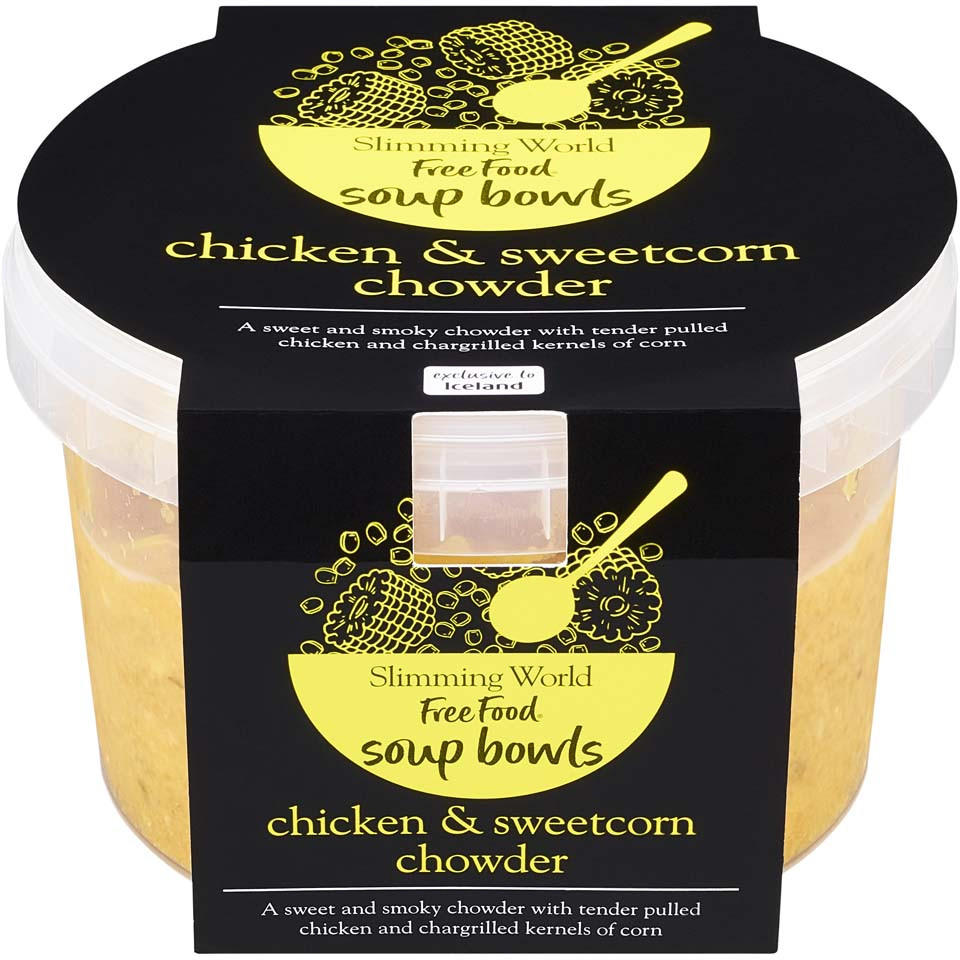 Slimming World
Free Food®
soup bowls
chicken & sweetcorn
chowder
A sweet and smoky chowder with tender pulled
chicken and chargrilled kernels of corn
exclusive to
Iceland
Slimming World
Free Food®
soup bowls
chicken & sweetcorn
chowder
A sweet and smoky chowder with tender pulled
chicken and chargrilled kernels of corn